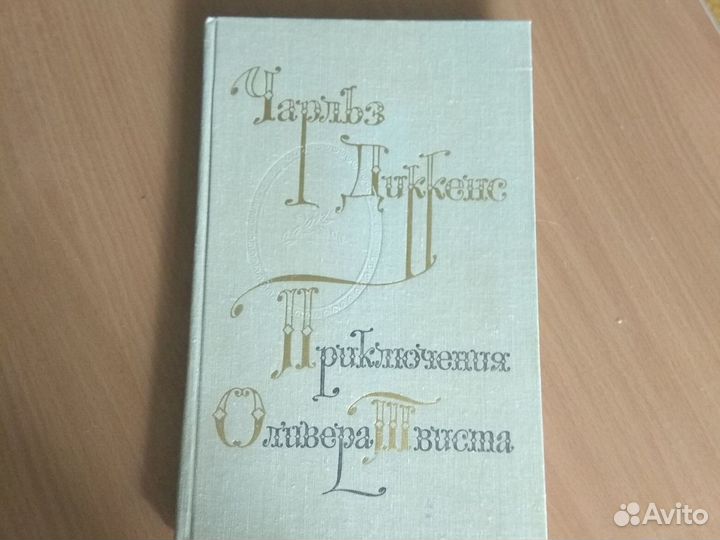 Чарльз
Диккенс
Приключения
Оливера Твиста
Avito